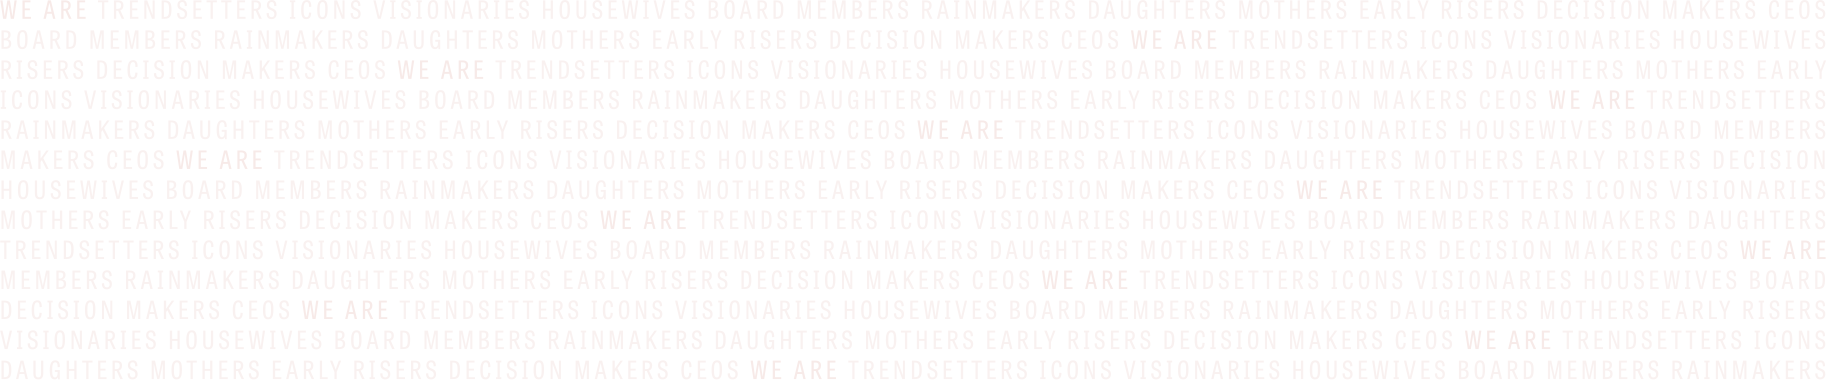 WE ARE TRENDSETTERS ICONS VISIONARIES HOUSEWIVES BOARD MEMBERS RAINMAKERS DAUGHTERS MOTHERS EARLY RISERS DECISION MAKERS CEOS
BOARD MEMBERS RAINMAKERS DAUGHTERS MOTHERS EARLY RISERS DECISION MAKERS CEOS WE ARE TRENDSETTERS ICONS VISIONARIES HOUSEWIVES
RISERS DECISION MAKERS CEOS WE ARE TRENDSETTERS ICONS VISIONARIES HOUSEWIVES BOARD MEMBERS RAINMAKERS DAUGHTERS MOTHERS EARLY
ICONS VISIONARIES HOUSEWIVES BOARD MEMBERS RAINMAKERS DAUGHTERS MOTHERS EARLY RISERS DECISION MAKERS CEOS WE ARE TRENDSETTERS
RAINMAKERS DAUGHTERS MOTHERS EARLY RISERS DECISION MAKERS CEOS WE ARE TRENDSETTERS ICONS VISIONARIES HOUSEWIVES BOARD MEMBERS
MAKERS CEOS WE ARE TRENDSETTERS ICONS VISIONARIES HOUSEWIVES BOARD MEMBERS RAINMAKERS DAUGHTERS MOTHERS EARLY RISERS DECISION
HOUSEWIVES BOARD MEMBERS RAINMAKERS DAUGHTERS MOTHERS EARLY RISERS DECISION MAKERS CEOS WE ARE TRENDSETTERS ICONS VISIONARIES
MOTHERS EARLY RISERS DECISION MAKERS CEOS WE ARE TRENDSETTERS ICONS VISIONARIES HOUSEWIVES BOARD MEMBERS RAINMAKERS DAUGHTERS
TRENDSETTERS ICONS VISIONARIES HOUSEWIVES BOARD MEMBERS RAINMAKERS DAUGHTERS MOTHERS EARLY RISERS DECISION MAKERS CEOS WE ARE
MEMBERS RAINMAKERS DAUGHTERS MOTHERS EARLY RISERS DECISION MAKERS CEOS WE ARE TRENDSETTERS ICONS VISIONARIES HOUSEWIVES BOARD
DECISION MAKERS CEOS WE ARE TRENDSETTERS ICONS VISIONARIES HOUSEWIVES BOARD MEMBERS RAINMAKERS DAUGHTERS MOTHERS EARLY RISERS
VISIONARIES HOUSEWIVES BOARD MEMBERS RAINMAKERS DAUGHTERS MOTHERS EARLY RISERS DECISION MAKERS CEOS WE ARE TRENDSETTERS ICONS
DAUGHTERS MOTHERS EARLY RISERS DECISION MAKERS CEOS WE ARE TRENDSETTERS ICONS VISIONARIES HOUSEWIVES BOARD MEMBERS RAINMAKERS